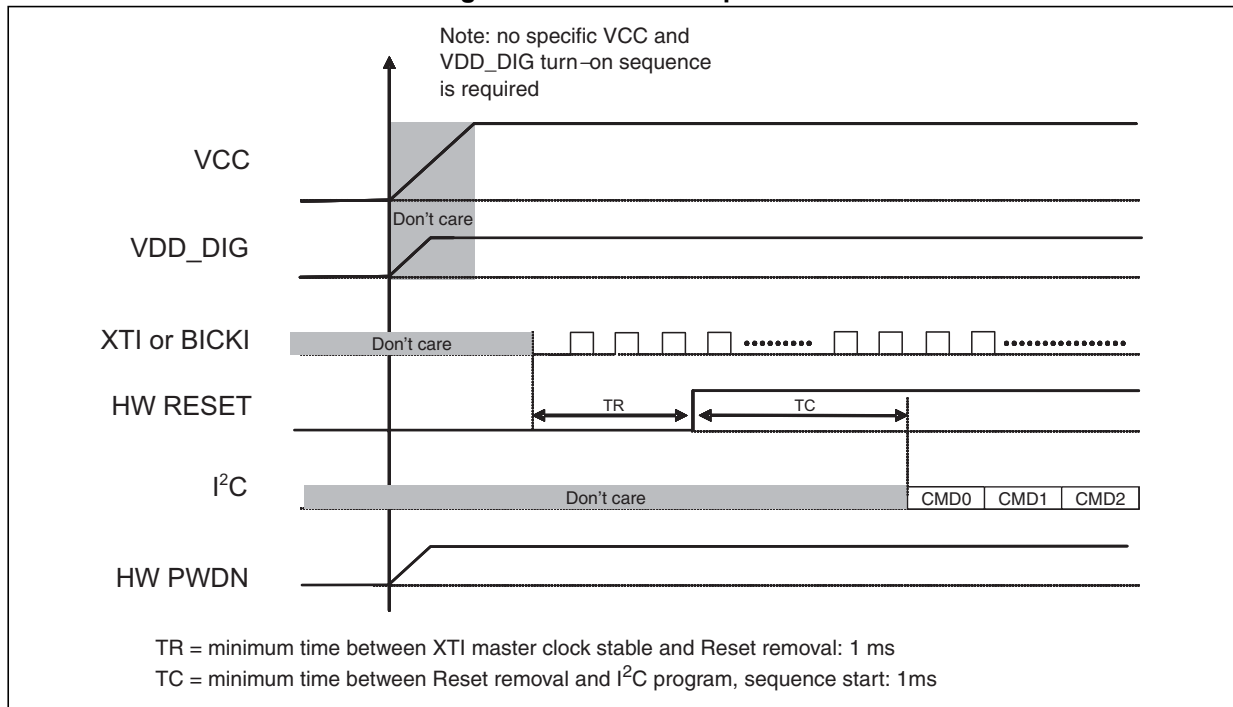 Note: no specific VCC and
VDD_DIG turn–on sequence
is required
VCC
Don't care
VDD_DIG
XTI or BICKI
Don't care
HW RESET
TR
TC
I²C
Don't care
CMD0 CMD1 CMD2
HW PWDN
TR = minimum time between XTI master clock stable and Reset removal: 1 ms
TC = minimum time between Reset removal and I²C program, sequence start: 1ms